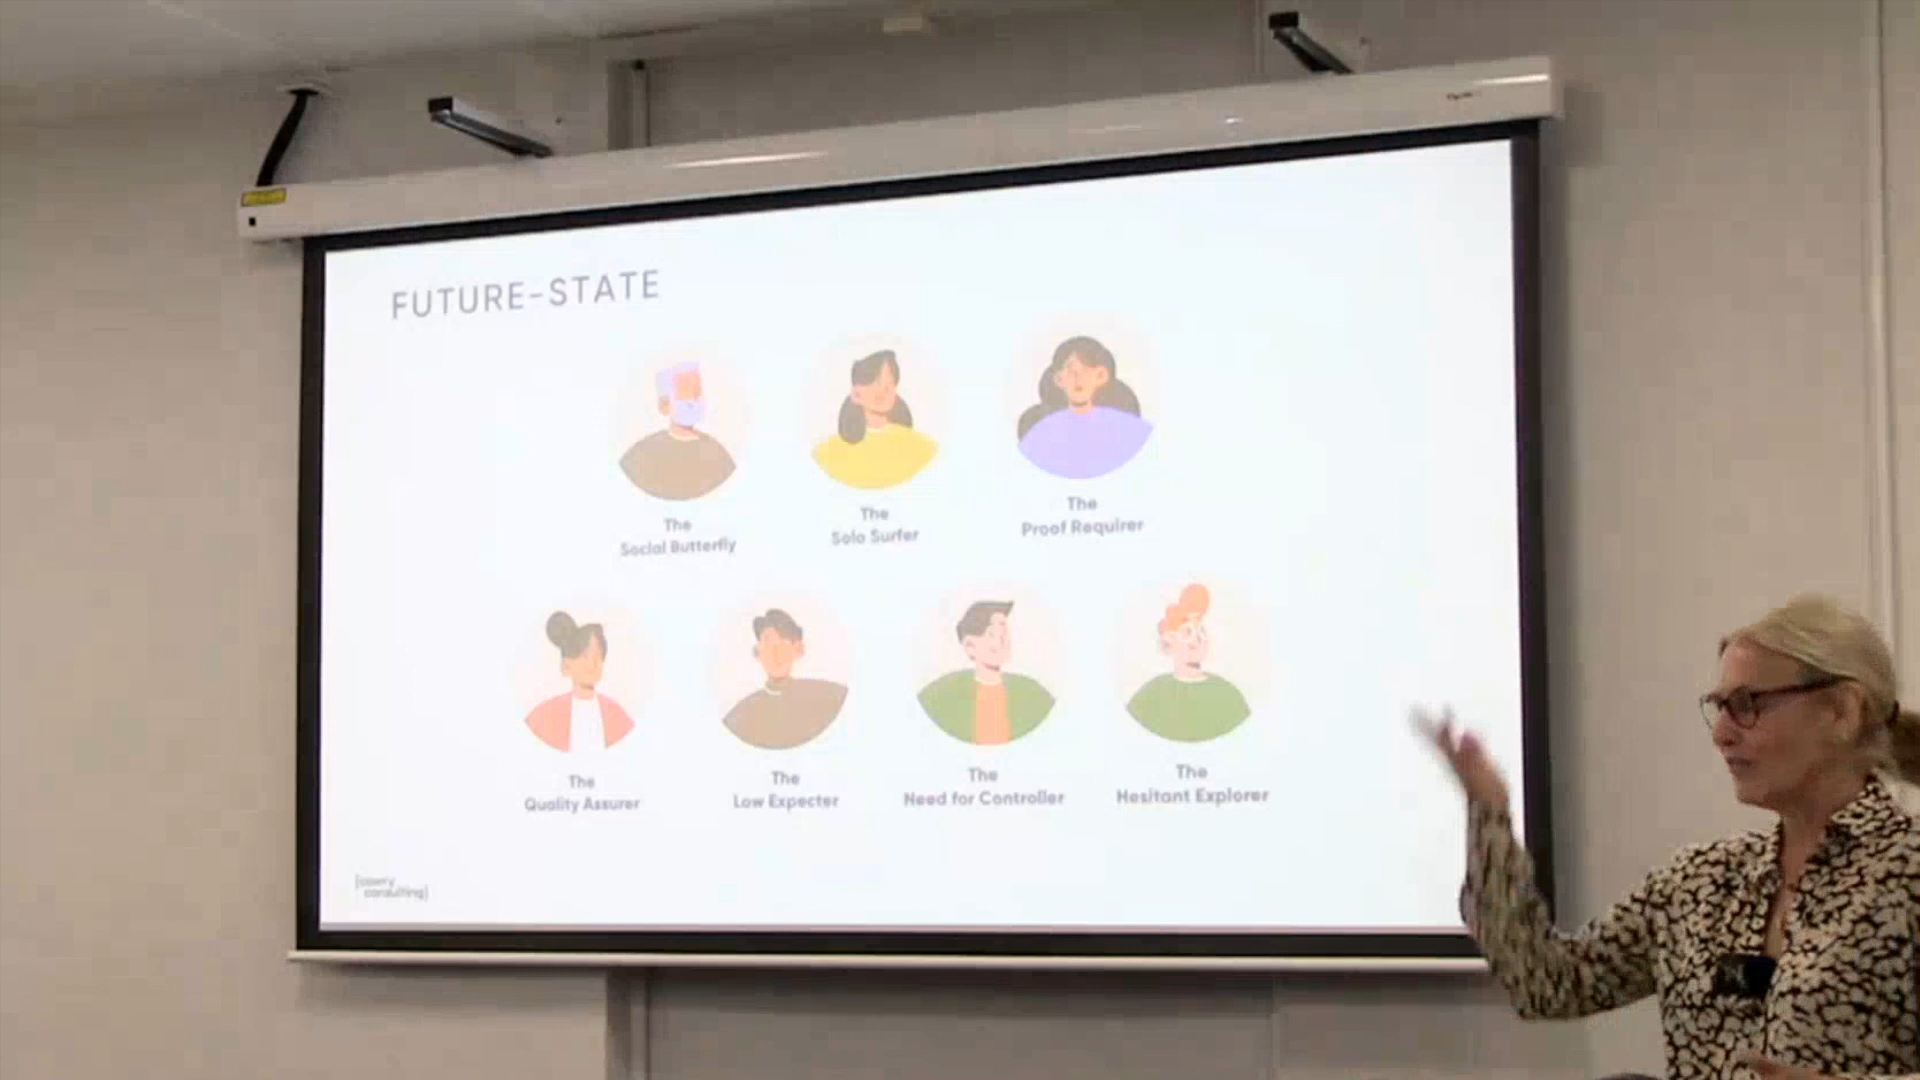 FUTURE-STATE
The
Social Butterfly
The
Solo Surfer
The
Proof Requirer
The
Quality Assurer
The
Low Expecter
The
Need for Controller
The
Hesitant Explorer
consulting]